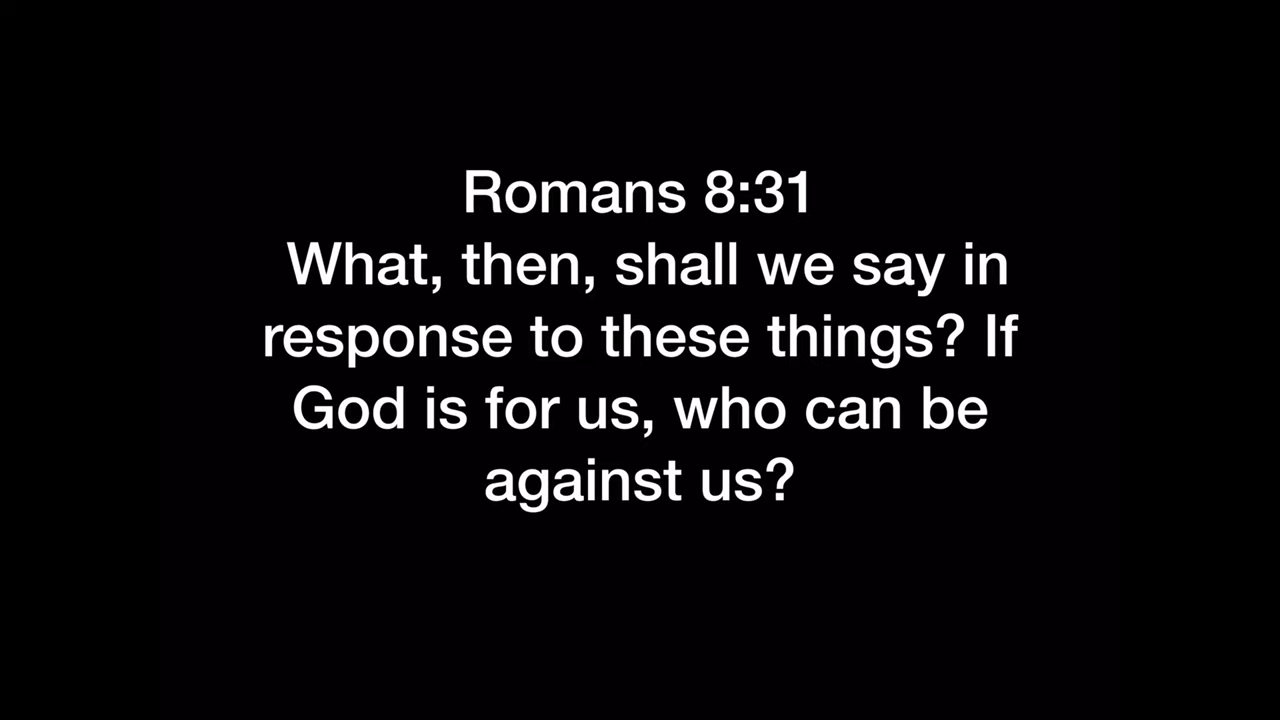 Romans 8:31
What, then, shall we say in
response to these things? If
God is for us, who can be
against us?